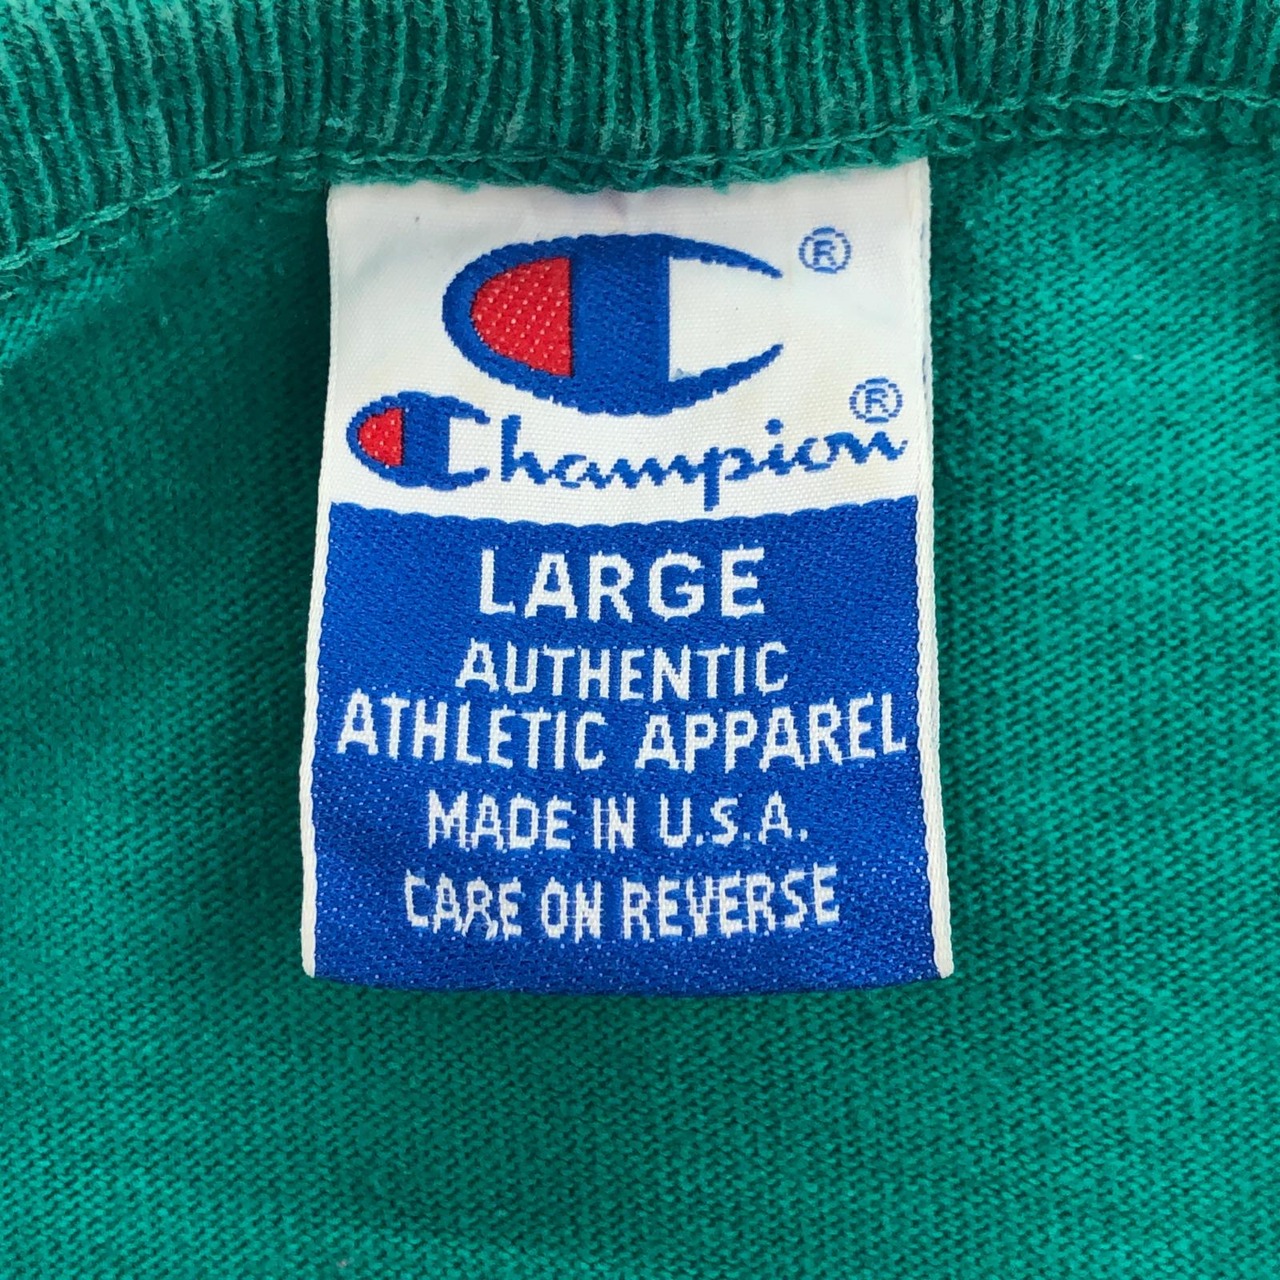 ®
Champion®
LARGE
AUTHENTIC
ATHLETIC APPAREL
MADE IN U.S.A.
CARE ON REVERSE